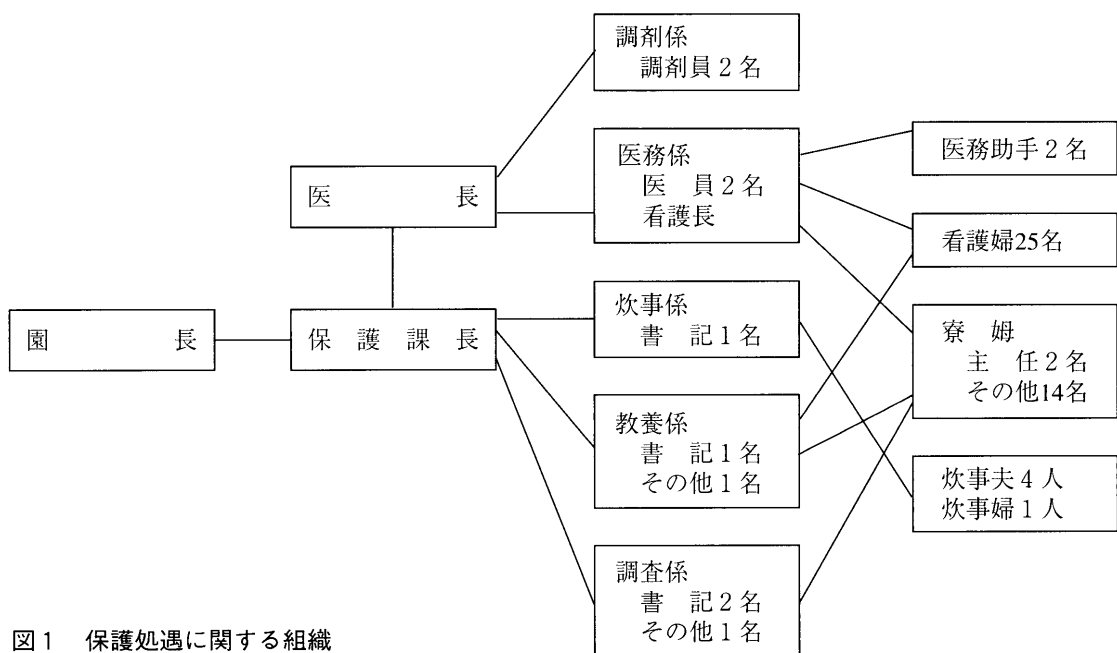 調剤係
調剤員2名
医務係
医　員2名
看護長
医務助手2名
医　　　　長
看護婦25名
炊事係
書　記1名
園　　　　長
保　護　課　長
寮　姆
主　任2名
その他14名
教養係
書　記1名
その他1名
炊事夫4人
炊事婦1人
調査係
書　記2名
その他1名
図1　保護処遇に関する組織